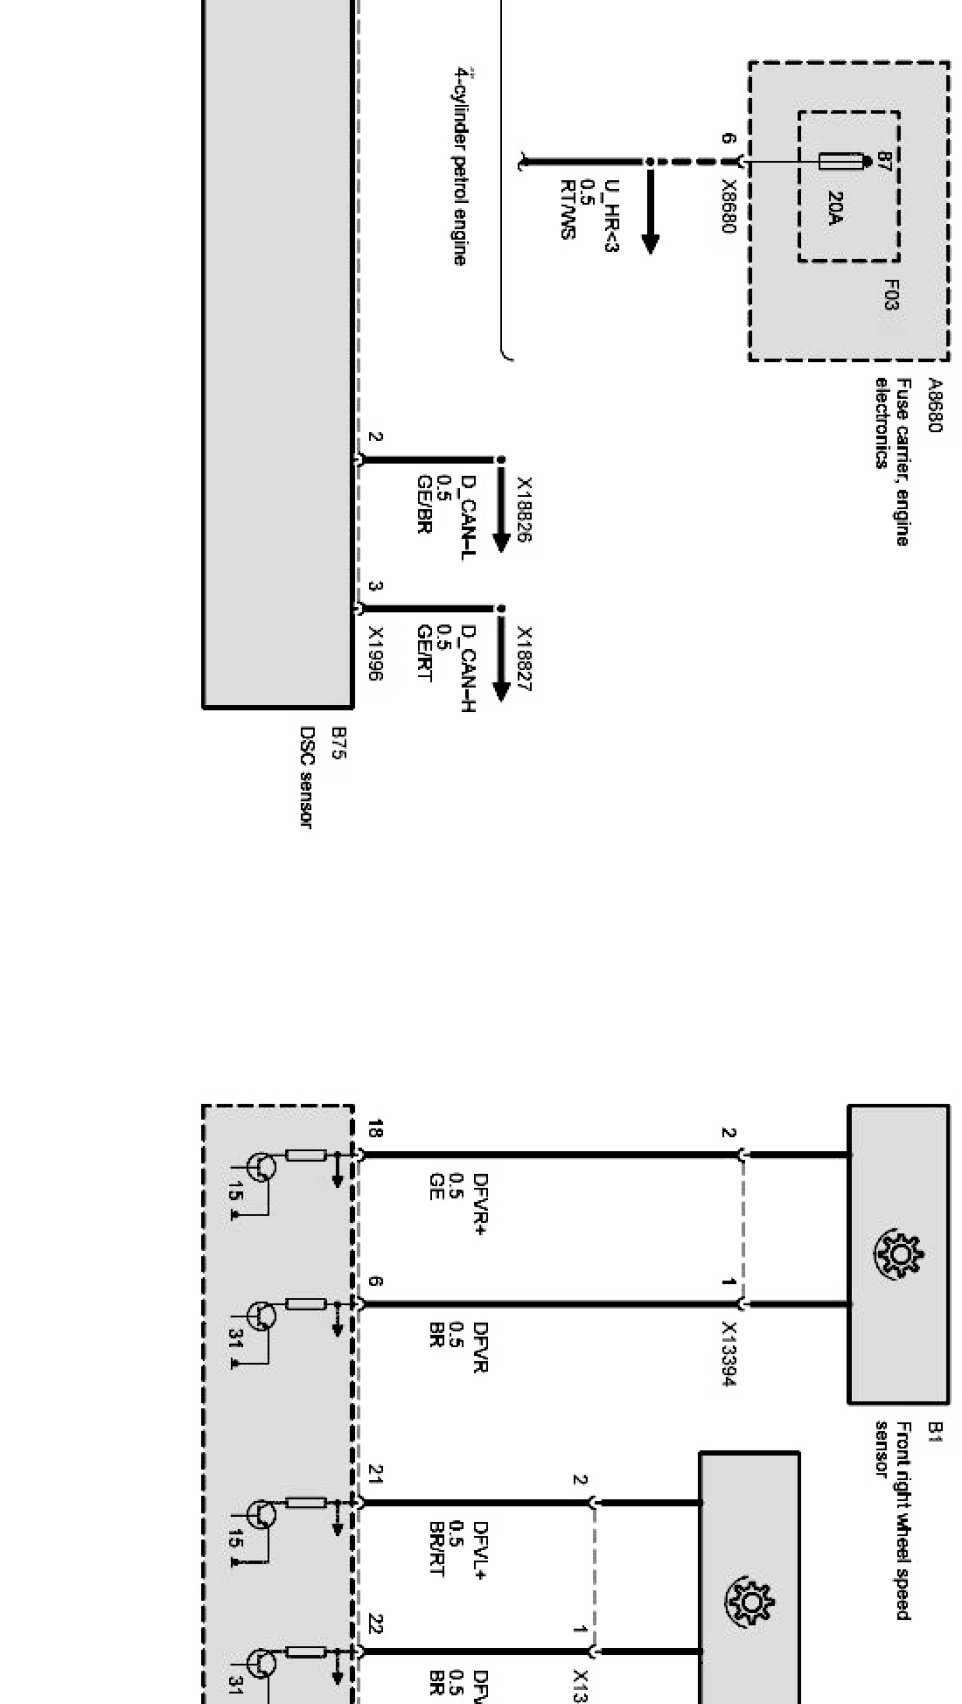 A8680
Fuse carrier, engine
electronics
F03
87
20A
6
X8680
U_HR<3
0.5
RT/WS
4-cylinder petrol engine
X18826
2
D_CAN-L
0.5
GE/BR
X18827
3
D_CAN-H
0.5
GE/RT
X1996
B75
DSC sensor
B1
Front right wheel speed
sensor
2
1
X13394
18
DFVR+
0.5
GE
15
6
DFVR
0.5
BR
31
2
1
21
DFVL+
0.5
BR/RT
15
22
0.5
BR
31